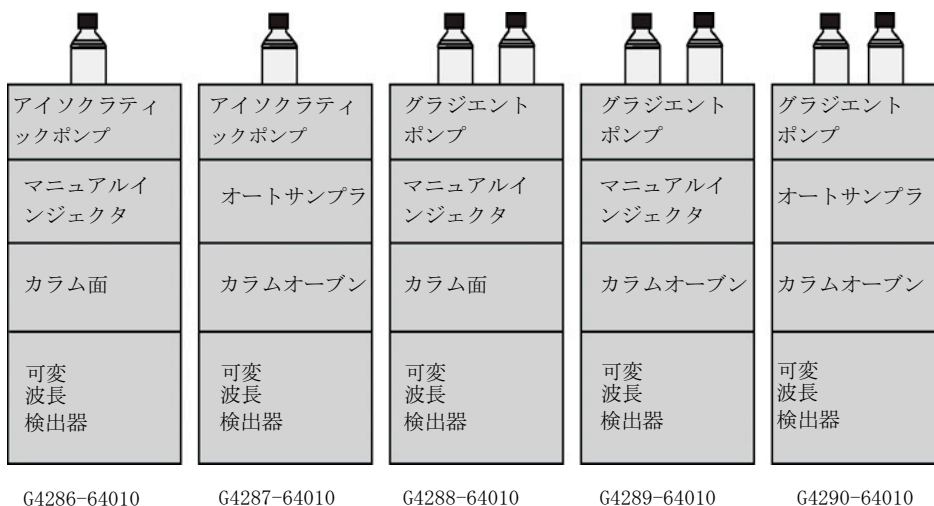 アイソクラティ
ックポンプ
マニュアルイ
ンジェクタ
カラム面
可変
波長
検出器
G4286-64010
アイソクラティ
ックポンプ
オートサンプラ
カラムオーブン
可変
波長
検出器
G4287-64010
グラジエント
ポンプ
マニュアルイ
ンジェクタ
カラム面
可変
波長
検出器
G4288-64010
グラジエント
ポンプ
マニュアルイ
ンジェクタ
カラムオーブン
可変
波長
検出器
G4289-64010
グラジエント
ポンプ
オートサンプラ
カラムオーブン
可変
波長
検出器
G4290-64010